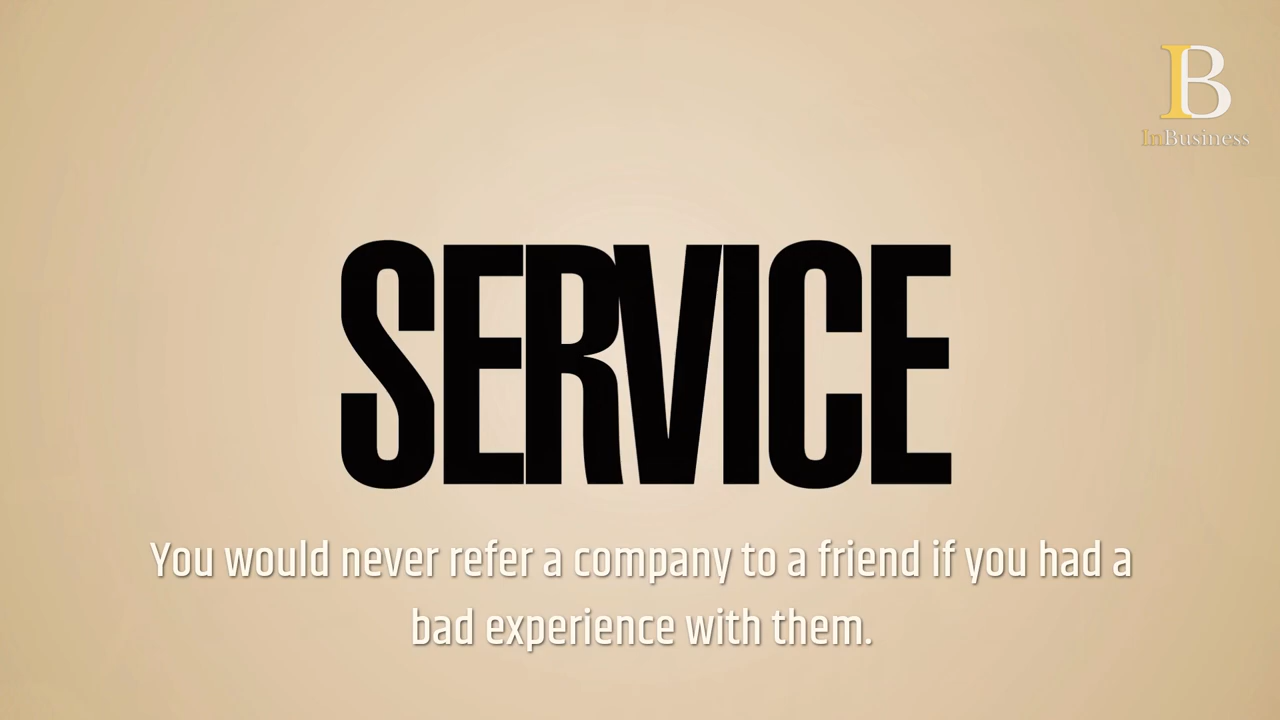 IB
InBusiness
SERVICE
You would never refer a company to a friend if you had a
bad experience with them.